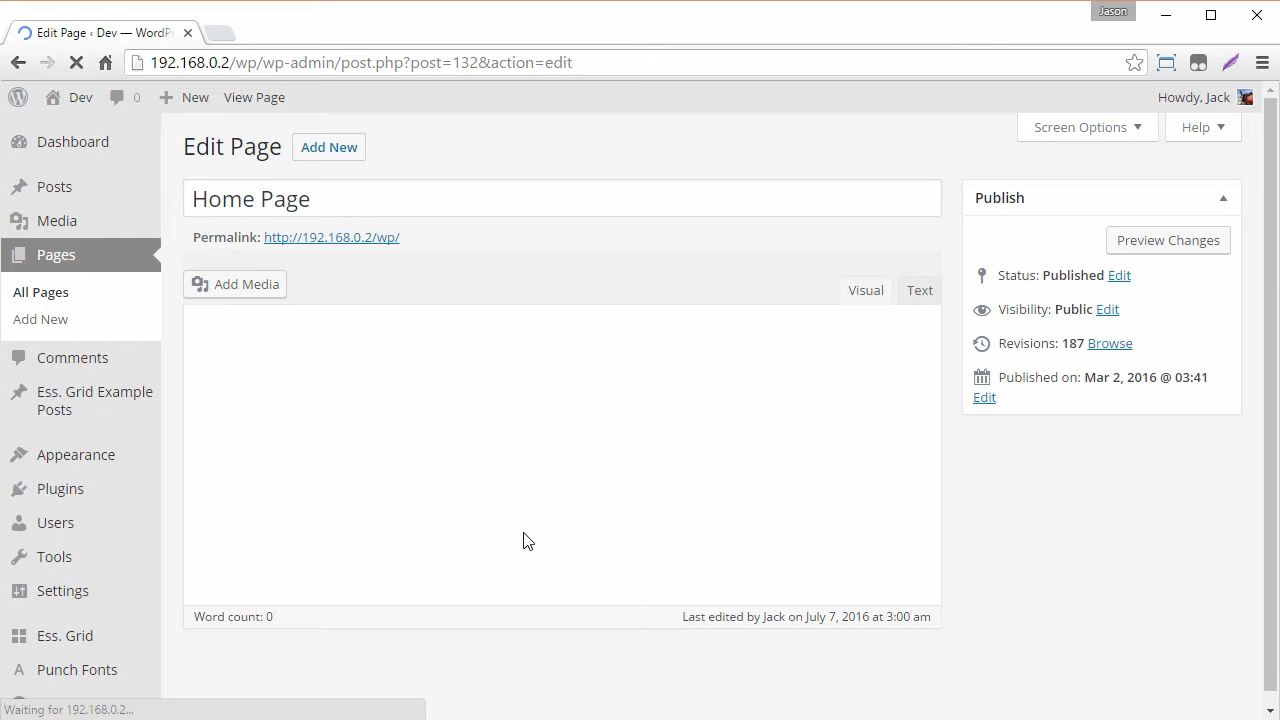 Jason
Edit Page ‹ Dev — WordP
192.168.0.2/wp/wp-admin/post.php?post=132&action=edit
Dev 0 New View Page Howdy, Jack
Screen Options Help
Dashboard
Posts
Media
Pages
All Pages
Add New
Comments
Ess. Grid Example
Posts
Appearance
Plugins
Users
Tools
Settings
Ess. Grid
Punch Fonts
Edit Page Add New
Home Page
Permalink: http://192.168.0.2/wp/
Add Media
Visual Text
Word count: 0 Last edited by Jack on July 7, 2016 at 3:00 am
Publish
Preview Changes
Status: Published Edit
Visibility: Public Edit
Revisions: 187 Browse
Published on: Mar 2, 2016 @ 03:41
Edit
Waiting for 192.168.0.2...